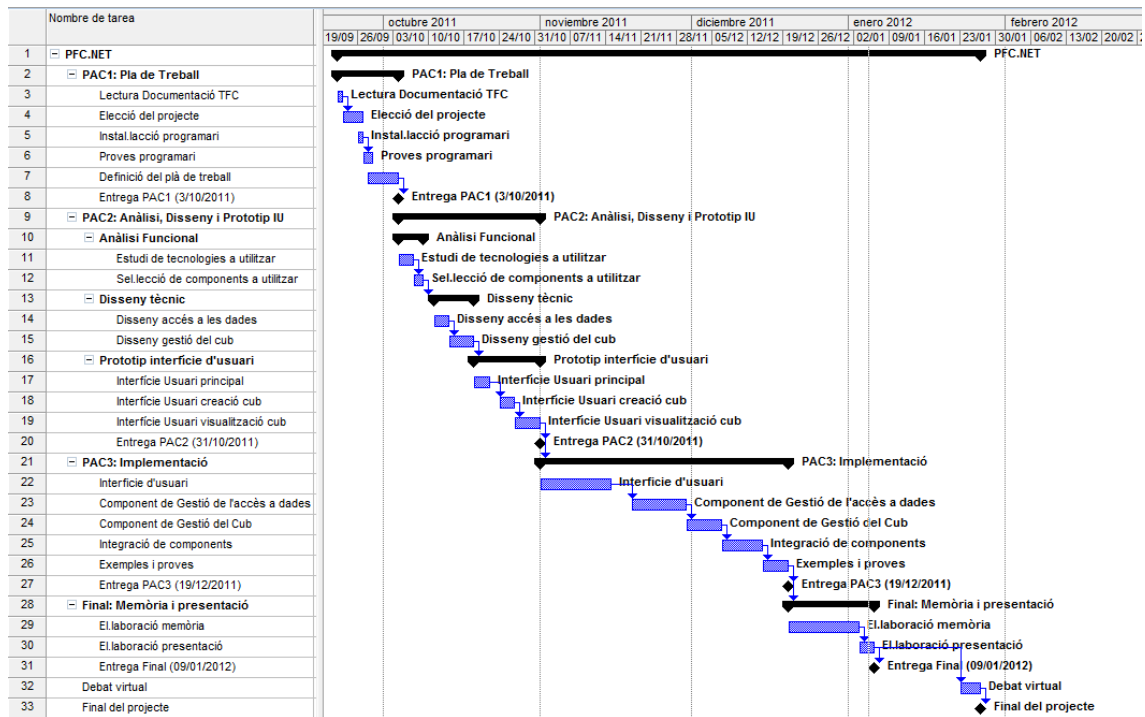 Nombre de tarea
octubre 2011 noviembre 2011 diciembre 2011 enero 2012 febrero 2012
19/09 26/09 03/10 10/10 17/10 24/10 31/10 07/11 14/11 21/11 28/11 05/12 12/12 19/12 26/12 02/01 09/01 16/01 23/01 30/01 06/02 13/02 20/02
1 PFC.NET PFC.NET
2 PAC1: Pla de Treball PAC1: Pla de Treball
3 Lectura Documentació TFC Lectura Documentació TFC
4 Elecció del projecte Elecció del projecte
5 Instal.lacció programari Instal.lacció programari
6 Proves programari Proves programari
7 Definició del plà de treball
8 Entrega PAC1 (3/10/2011) Entrega PAC1 (3/10/2011)
9 PAC2: Anàlisi, Disseny i Prototip IU PAC2: Anàlisi, Disseny i Prototip IU
10 Anàlisi Funcional Anàlisi Funcional
11 Estudi de tecnologies a utilitzar Estudi de tecnologies a utilitzar
12 Sel.lecció de components a utilitzar Sel.lecció de components a utilitzar
13 Disseny tècnic Disseny tècnic
14 Disseny accés a les dades Disseny accés a les dades
15 Disseny gestió del cub Disseny gestió del cub
16 Prototip interfície d'usuari Prototip interfície d'usuari
17 Interfície Usuari principal Interfície Usuari principal
18 Interfície Usuari creació cub Interfície Usuari creació cub
19 Interfície Usuari visualització cub Interfície Usuari visualització cub
20 Entrega PAC2 (31/10/2011) Entrega PAC2 (31/10/2011)
21 PAC3: Implementació PAC3: Implementació
22 Interficie d'usuari Interficie d'usuari
23 Component de Gestió de l'accès a dades Component de Gestió de l'accès a dades
24 Component de Gestió del Cub Component de Gestió del Cub
25 Integració de components Integració de components
26 Exemples i proves Exemples i proves
27 Entrega PAC3 (19/12/2011) Entrega PAC3 (19/12/2011)
28 Final: Memòria i presentació Final: Memòria i presentació
29 El.laboració memòria El.laboració memòria
30 El.laboració presentació El.laboració presentació
31 Entrega Final (09/01/2012) Entrega Final (09/01/2012)
32 Debat virtual Debat virtual
33 Final del projecte Final del projecte